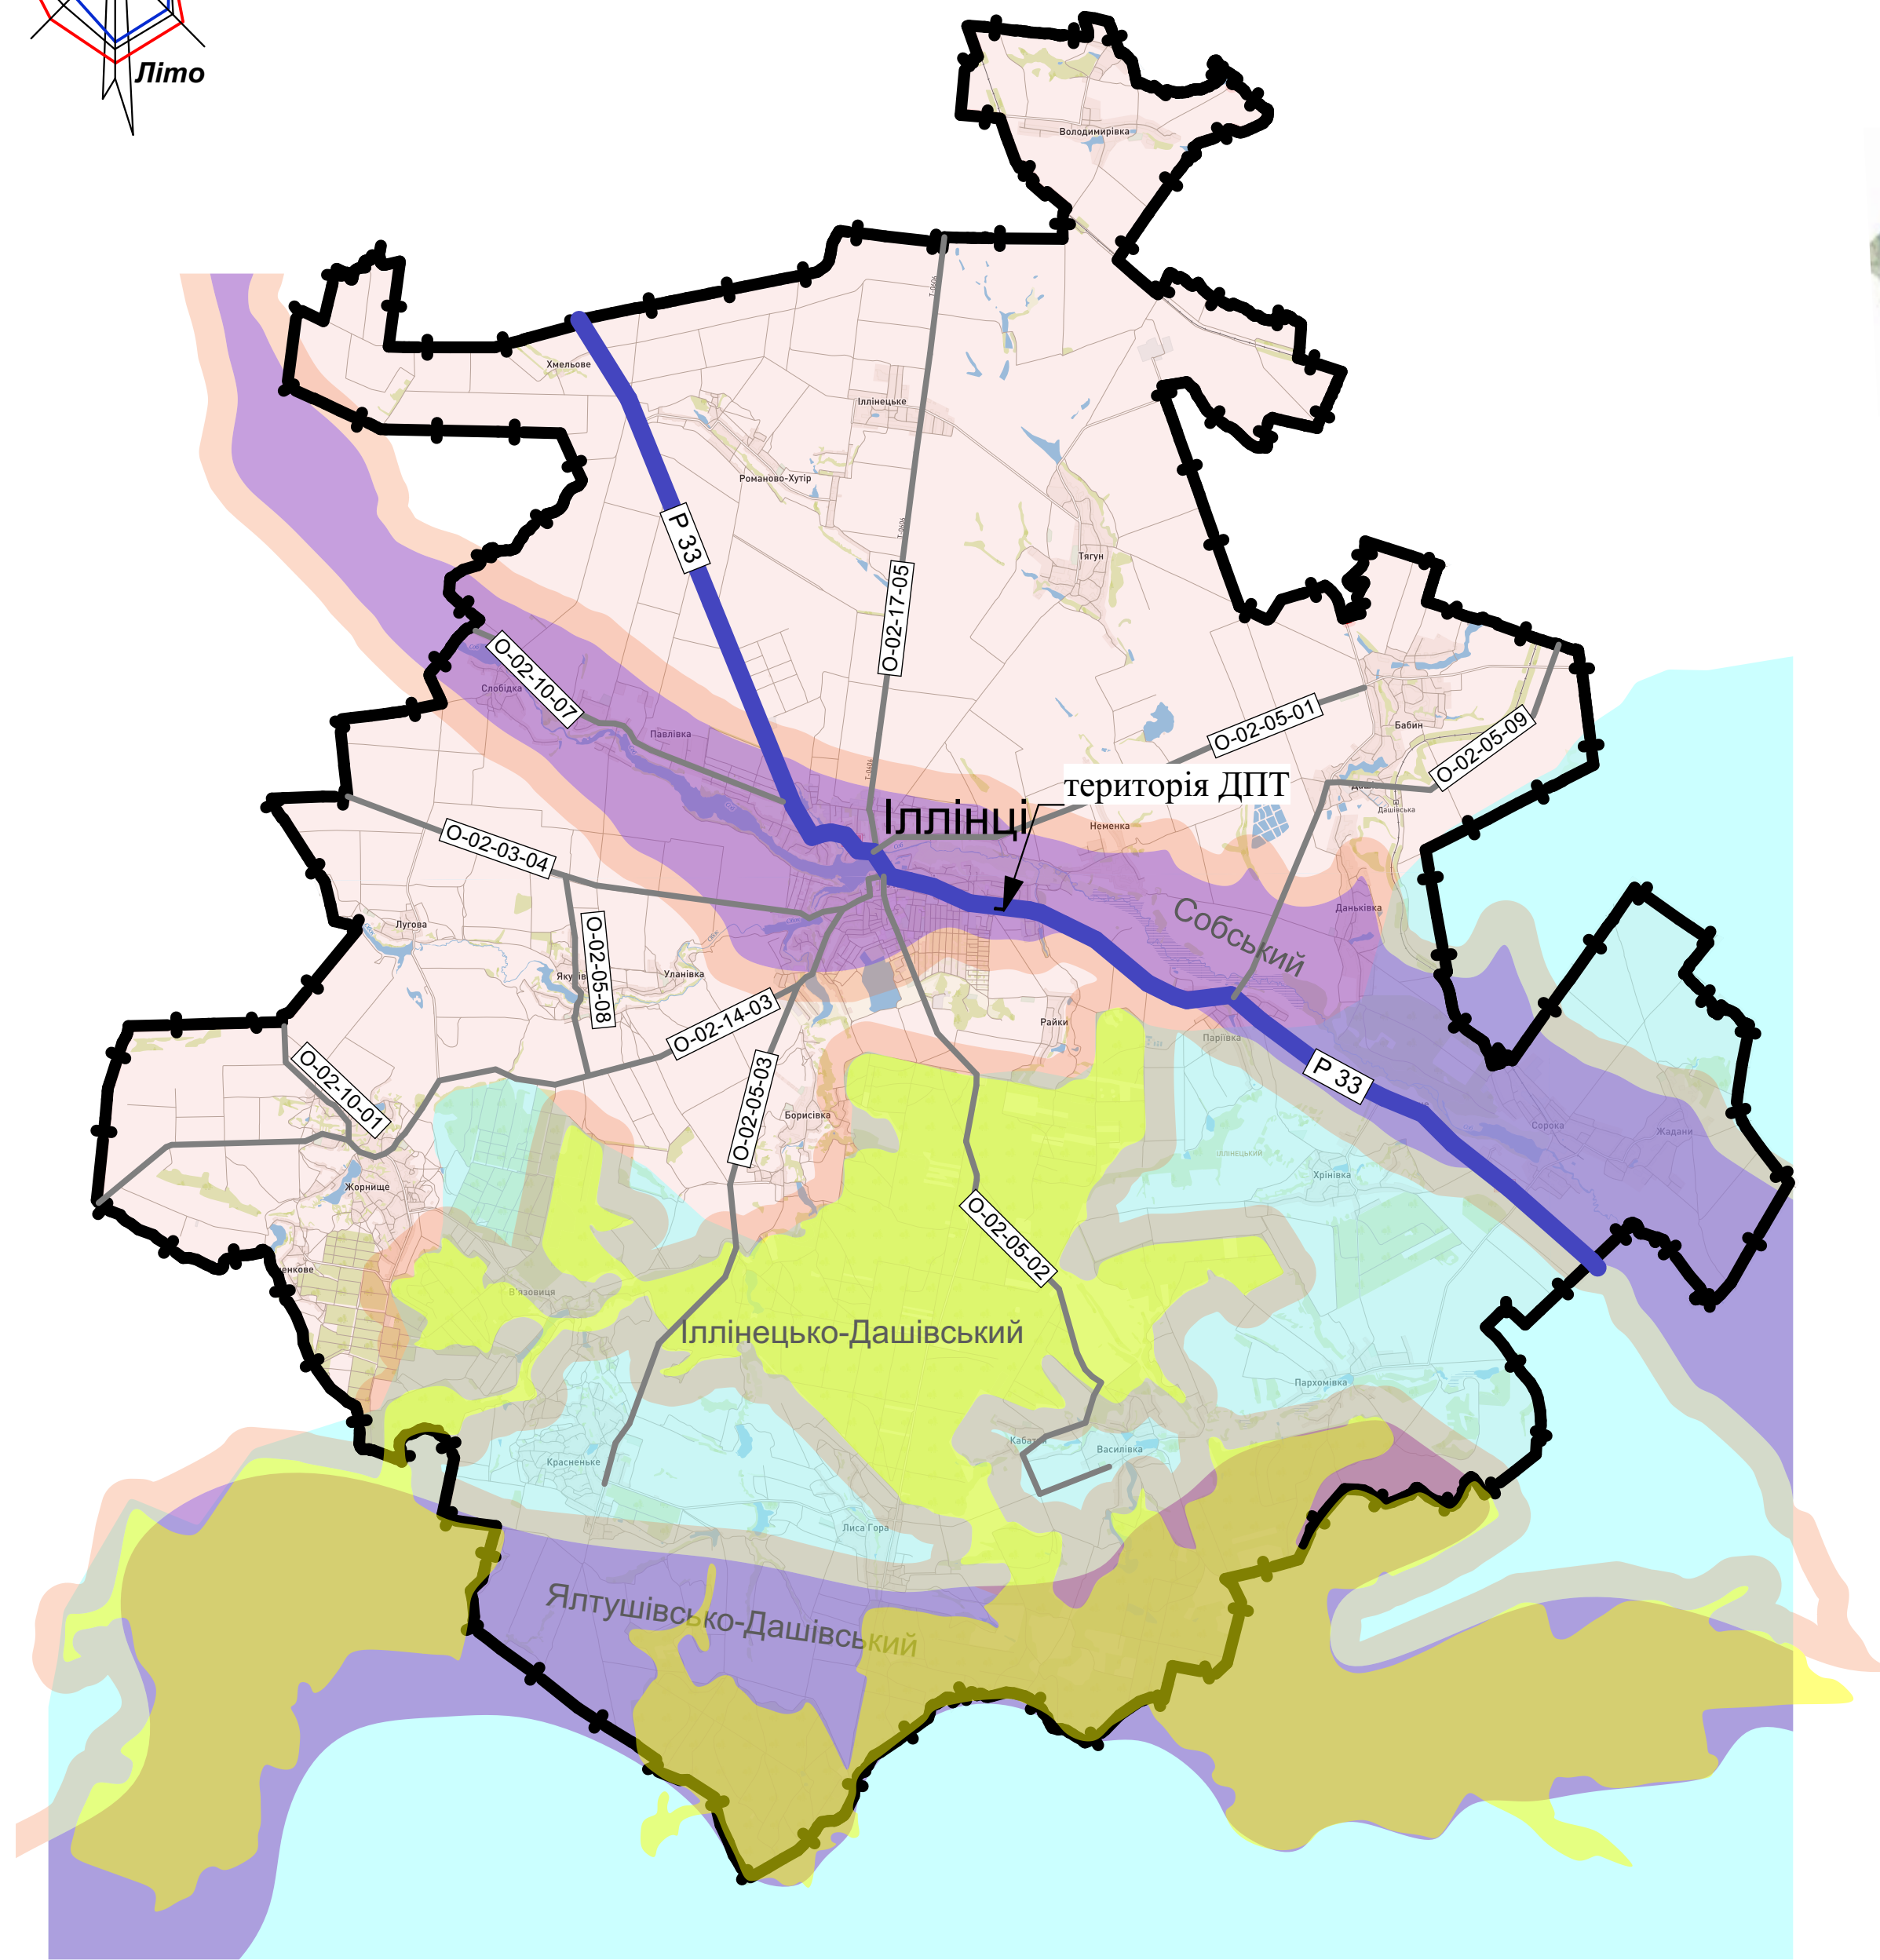 Літо
Володимирівка
Хмельове
Іллінецьке
Романово-Хутір
Р 33
Тягун
О-02-17-05
О-02-10-07
Слобідка
Павлівка
О-02-05-01
Бабин
О-02-05-09
територія ДПТ
Іллінці
Дашівська
Неменка
О-02-03-04
Собський
Даньківка
Лугова
О-02-05-08
Уланівка
О-02-14-03
Райки
Паріївка
О-02-10-01
О-02-05-03
Р 33
Борисівка
Сорока
Жадани
ІЛЛІНЕЦЬКИЙ
Хрінівка
Жорнище
О-02-05-02
В'язовиця
Іллінецько-Дашівський
Пархомівка
Василівка
Красненьке
Лиса Гора
Ялтушівсько-Дашівський